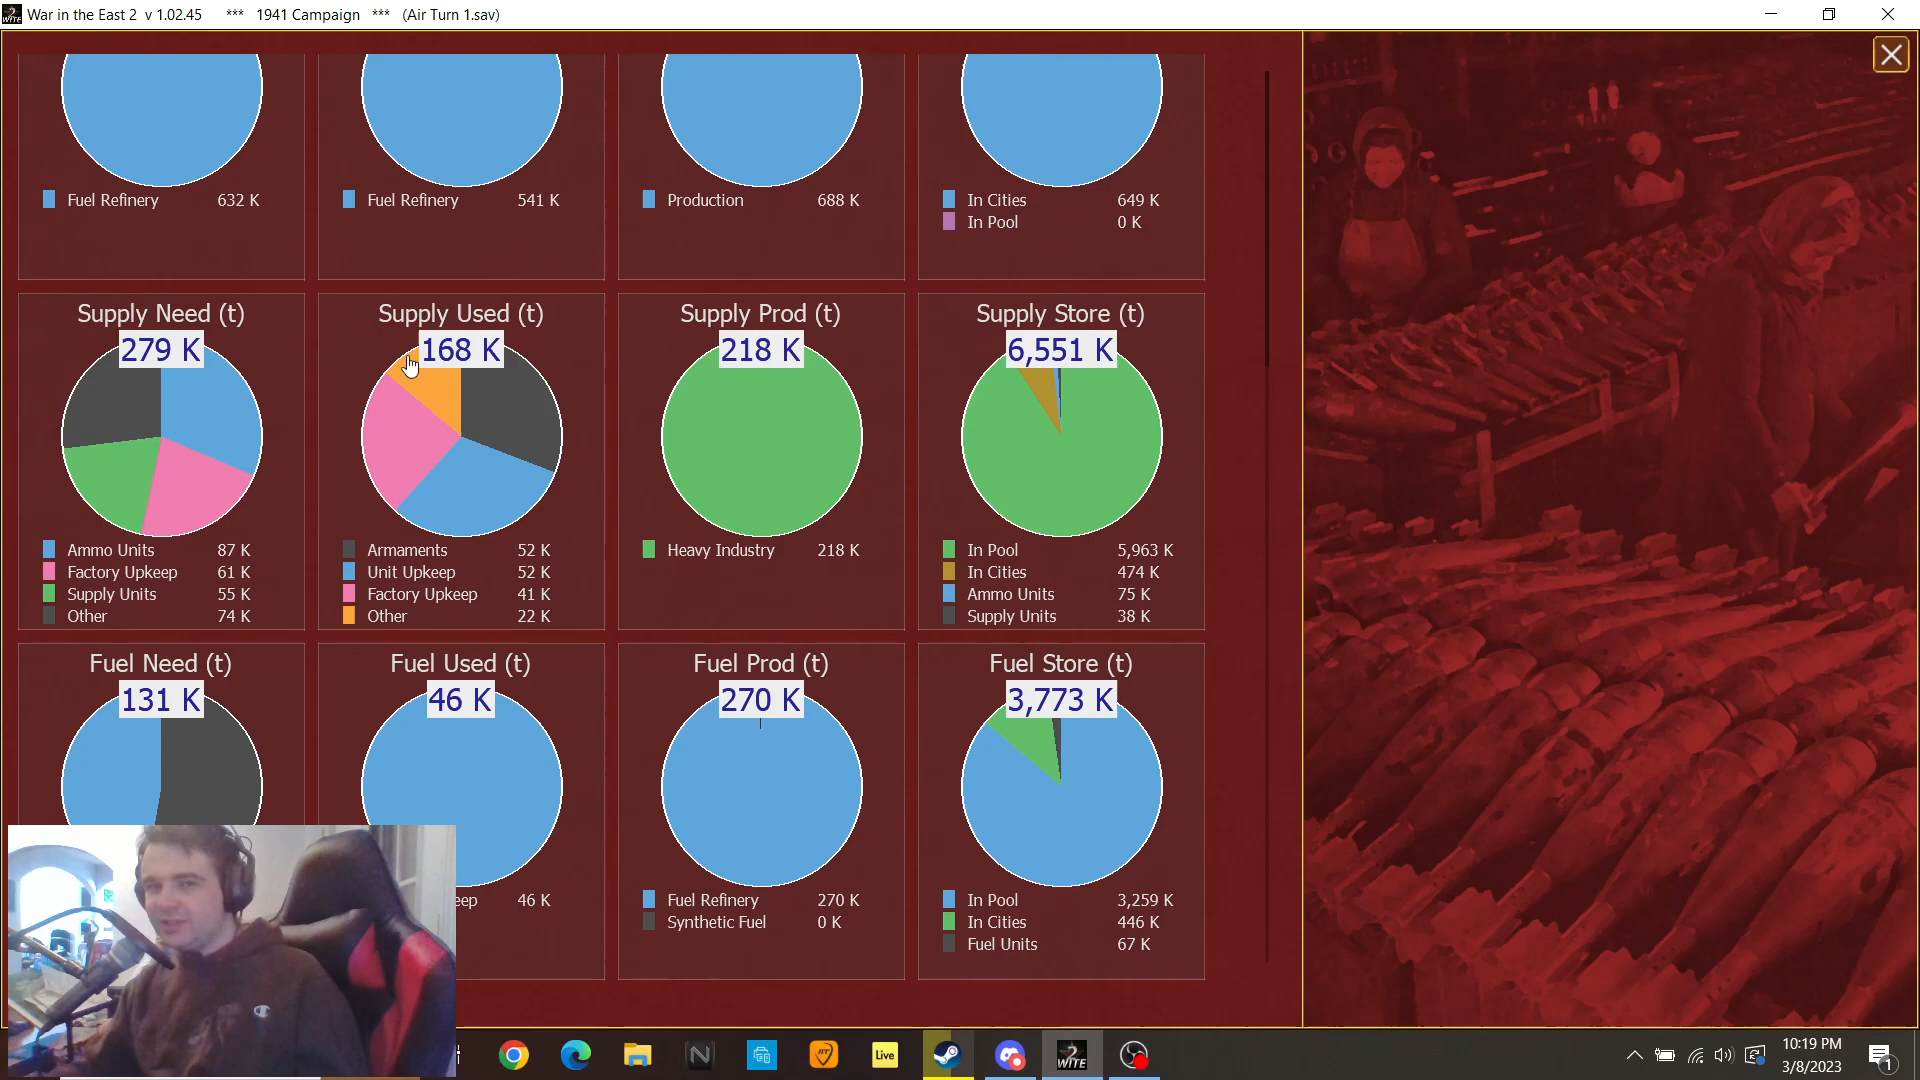 War in the East 2 v 1.02.45 *** 1941 Campaign *** (Air Turn 1.sav)
Fuel Refinery 632 K
Fuel Refinery 541 K
Production 688 K
In Cities 649 K
In Pool 0 K
Supply Need (t)
279 K
Ammo Units 87 K
Factory Upkeep 61 K
Supply Units 55 K
Other 74 K
Supply Used (t)
168 K
Armaments 52 K
Unit Upkeep 52 K
Factory Upkeep 41 K
Other 22 K
Supply Prod (t)
218 K
Heavy Industry 218 K
Supply Store (t)
6,551 K
In Pool 5,963 K
In Cities 474 K
Ammo Units 75 K
Supply Units 38 K
Fuel Need (t)
131 K
Fuel Used (t)
46 K
eep 46 K
Fuel Prod (t)
270 K
Fuel Refinery 270 K
Synthetic Fuel 0 K
Fuel Store (t)
3,773 K
In Pool 3,259 K
In Cities 446 K
Fuel Units 67 K
N
RT
Live
2
WITE
10:19 PM
3/8/2023
1